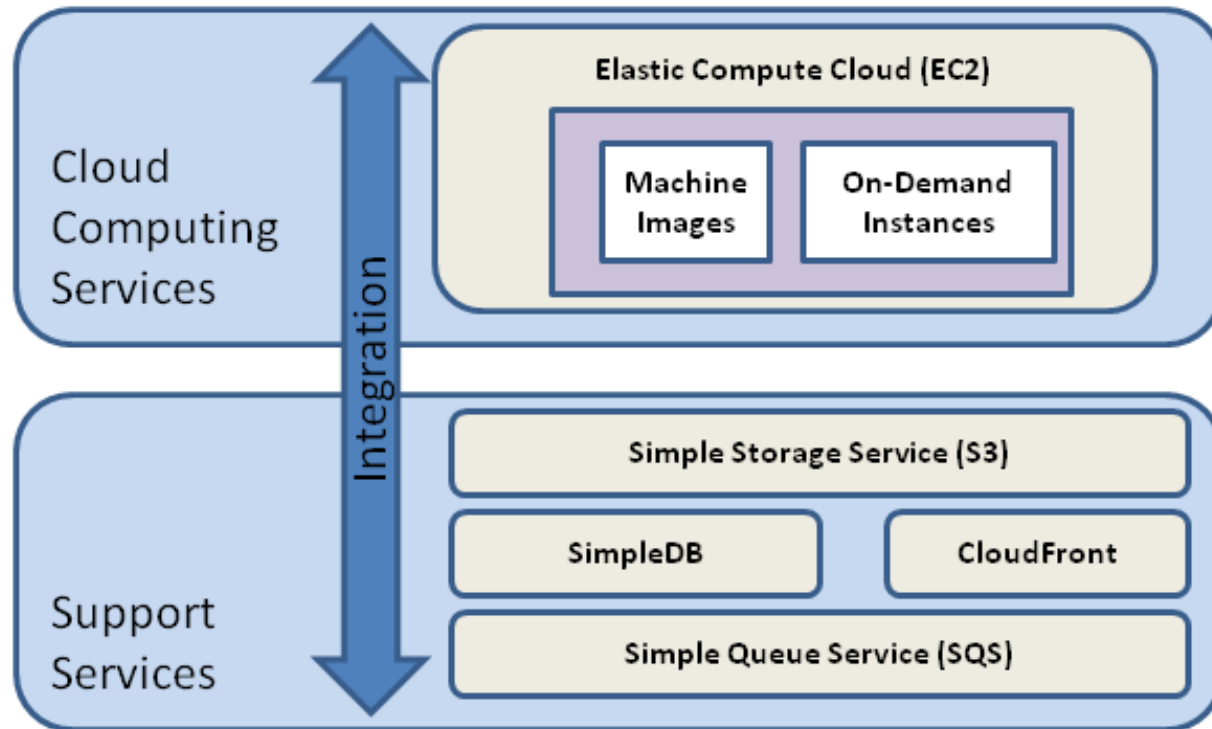 Cloud
Computing
Services
Elastic Compute Cloud (EC2)
Machine
Images
On-Demand
Instances
Integration
Support
Services
Simple Storage Service (S3)
SimpleDB
CloudFront
Simple Queue Service (SQS)